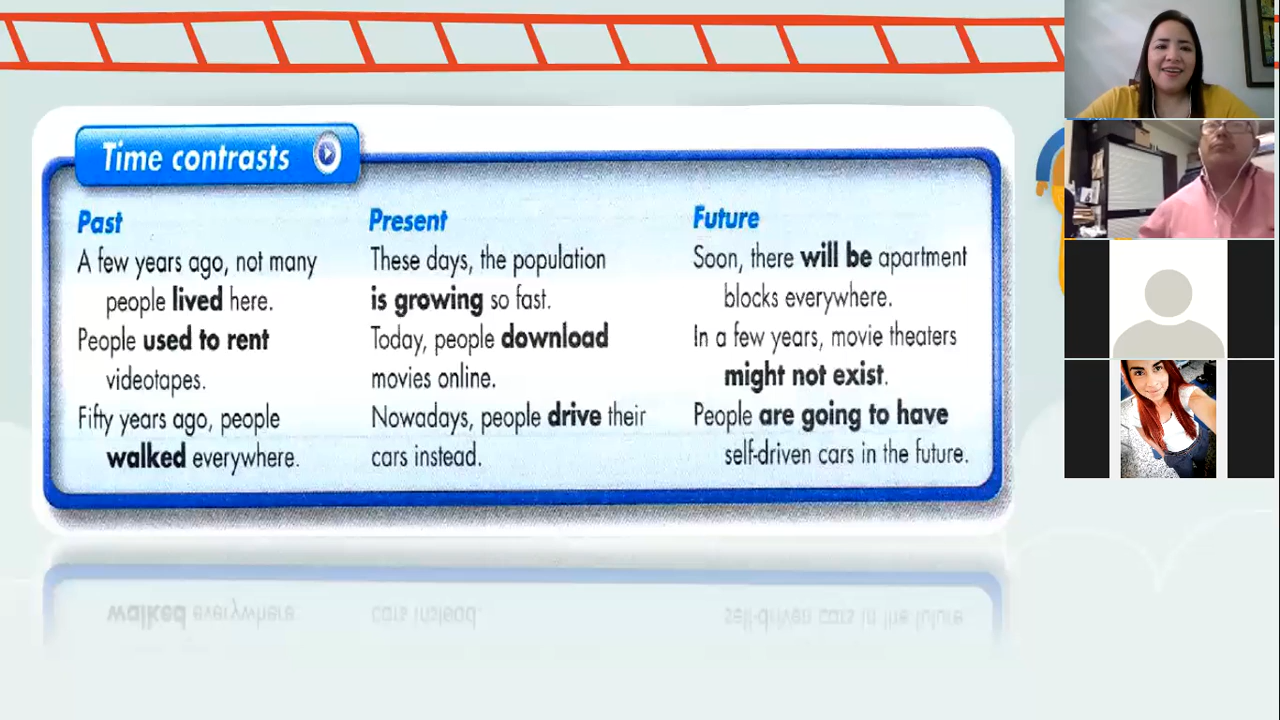 Time contrasts
Past
A few years ago, not many
people lived here.
People used to rent
videotapes.
Fifty years ago, people
walked everywhere.
Present
These days, the population
is growing so fast.
Today, people download
movies online.
Nowadays, people drive their
cars instead.
Future
Soon, there will be apartment
blocks everywhere.
In a few years, movie theaters
might not exist.
People are going to have
self-driven cars in the future.